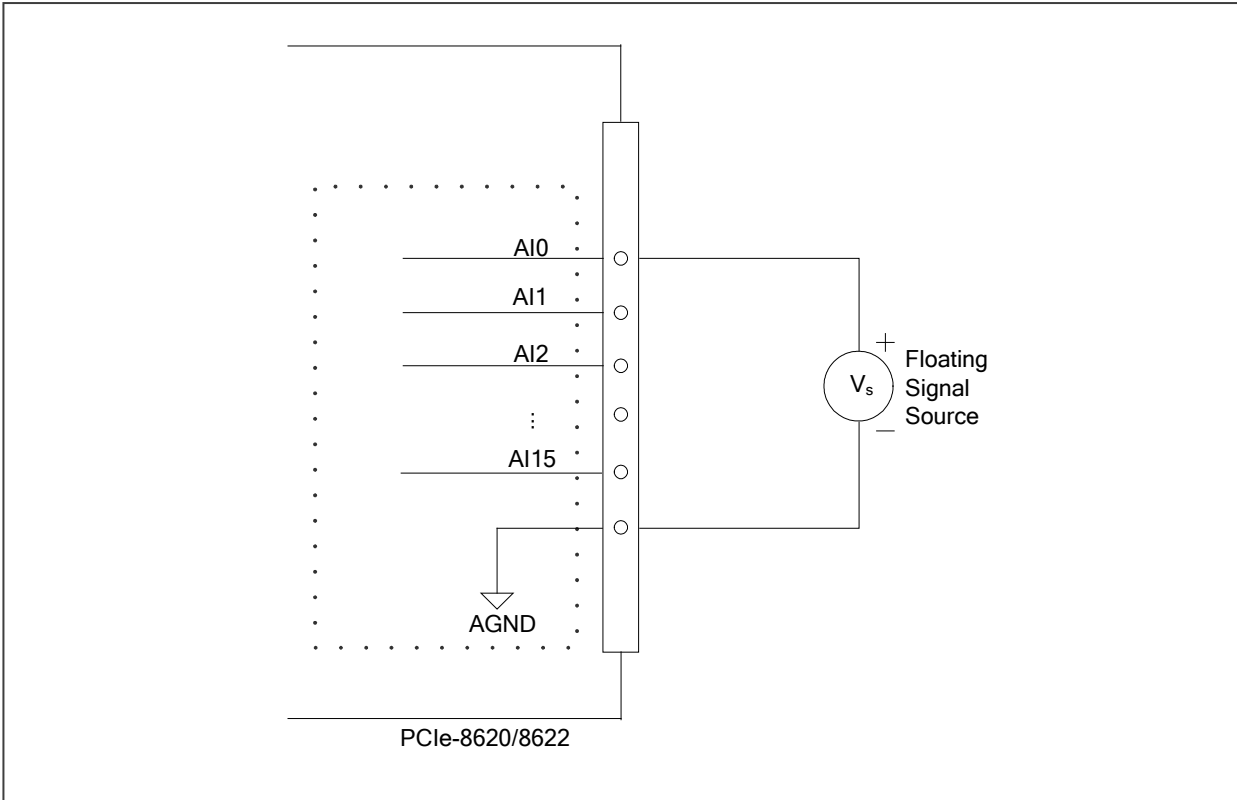 AI0
AI1
AI2
⋮
AI15
AGND
+
Vs
−
Floating
Signal
Source
PCIe-8620/8622